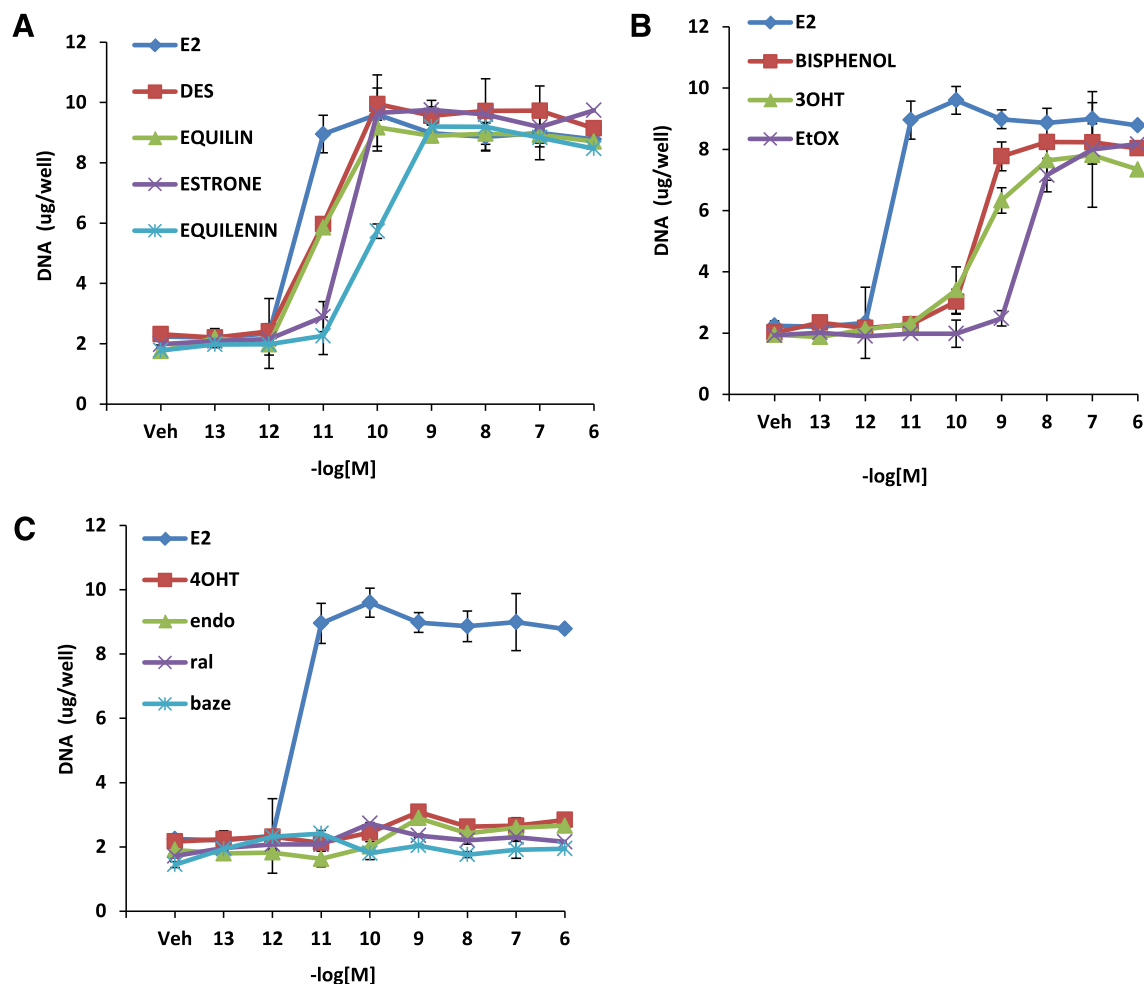 A
12
10
8
6
4
2
0
DNA (ug/well)
E2
DES
EQUILIN
ESTRONE
EQUILENIN
Veh 13 12 11 10 9 8 7 6
-log[M]
B
12
10
8
6
4
2
0
DNA (ug/well)
E2
BISPHENOL
3OHT
EtOX
Veh 13 12 11 10 9 8 7 6
-log[M]
C
12
10
8
6
4
2
0
DNA (ug/well)
E2
4OHT
endo
ral
baze
Veh 13 12 11 10 9 8 7 6
-log[M]